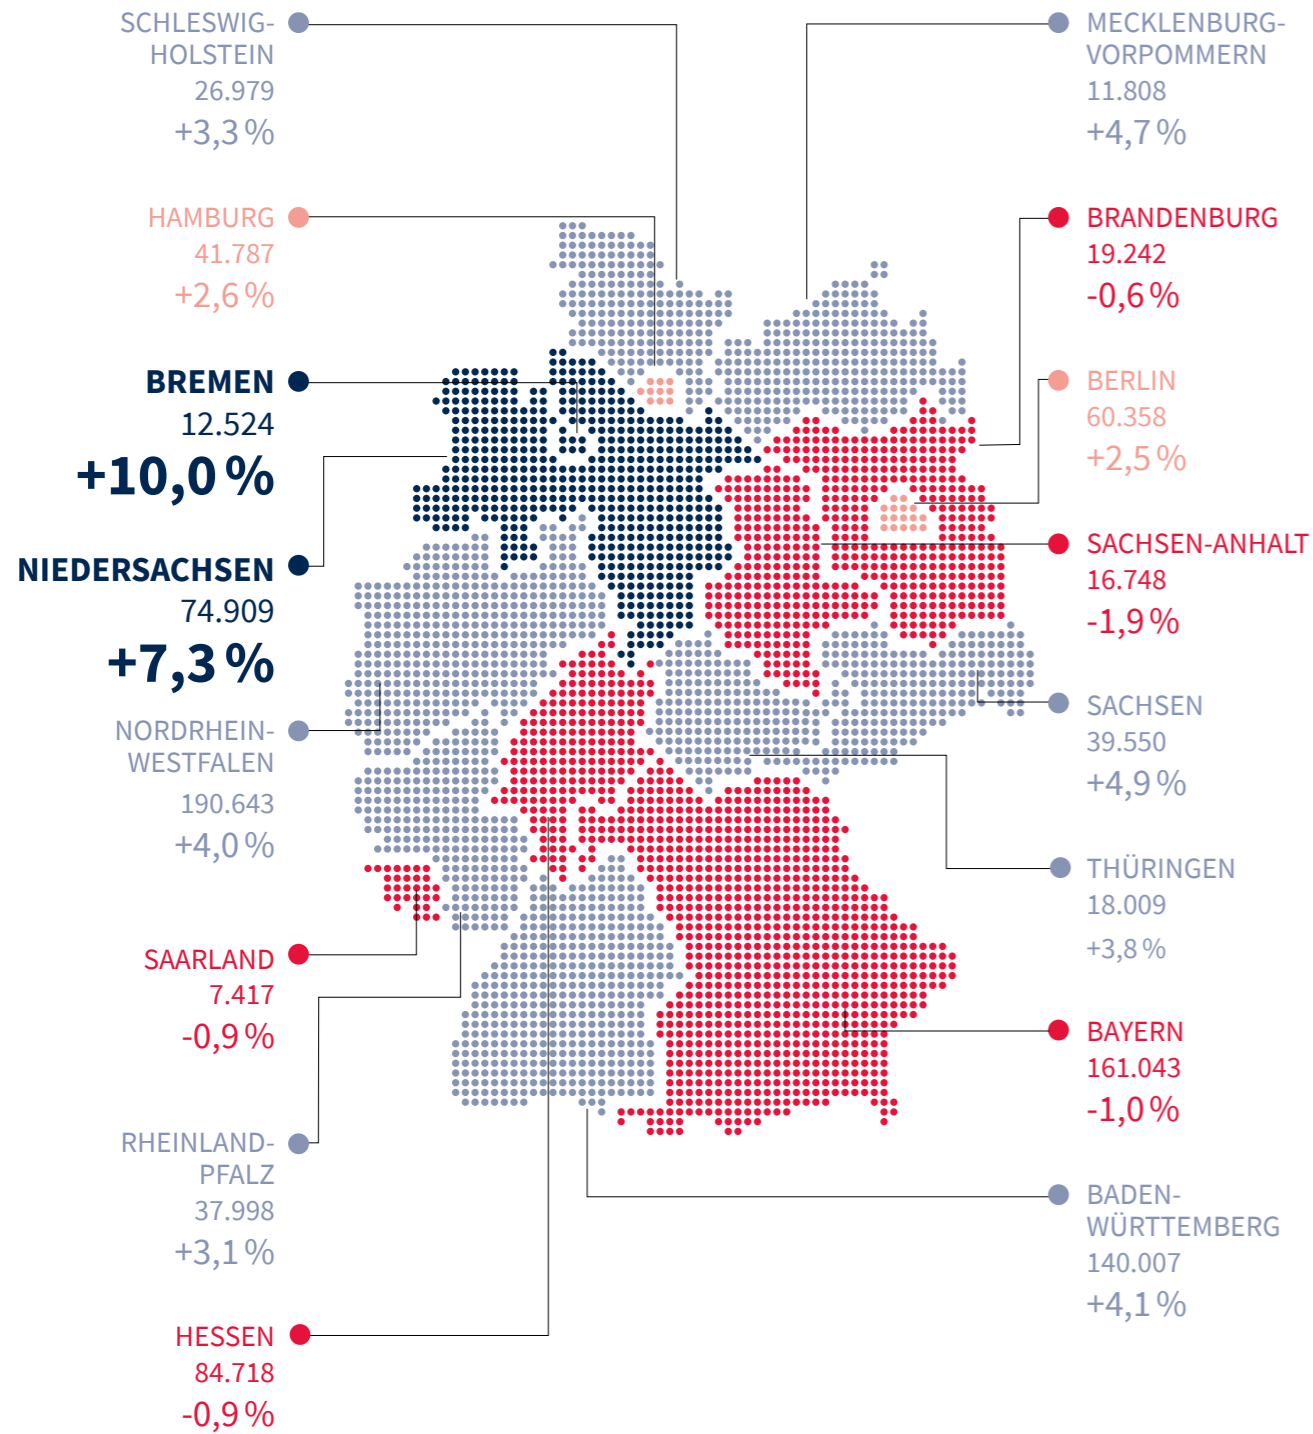 SCHLESWIG-
HOLSTEIN
26.979
+3,3 %
HAMBURG
41.787
+2,6 %
BREMEN
12.524
+10,0 %
NIEDERSACHSEN
74.909
+7,3 %
NORDRHEIN-
WESTFALEN
190.643
+4,0 %
SAARLAND
7.417
-0,9 %
RHEINLAND-
PFALZ
37.998
+3,1 %
HESSEN
84.718
-0,9 %
MECKLENBURG-
VORPOMMERN
11.808
+4,7 %
BRANDENBURG
19.242
-0,6 %
BERLIN
60.358
+2,5 %
SACHSEN-ANHALT
16.748
-1,9 %
SACHSEN
39.550
+4,9 %
THÜRINGEN
18.009
+3,8 %
BAYERN
161.043
-1,0 %
BADEN-
WÜRTTEMBERG
140.007
+4,1 %